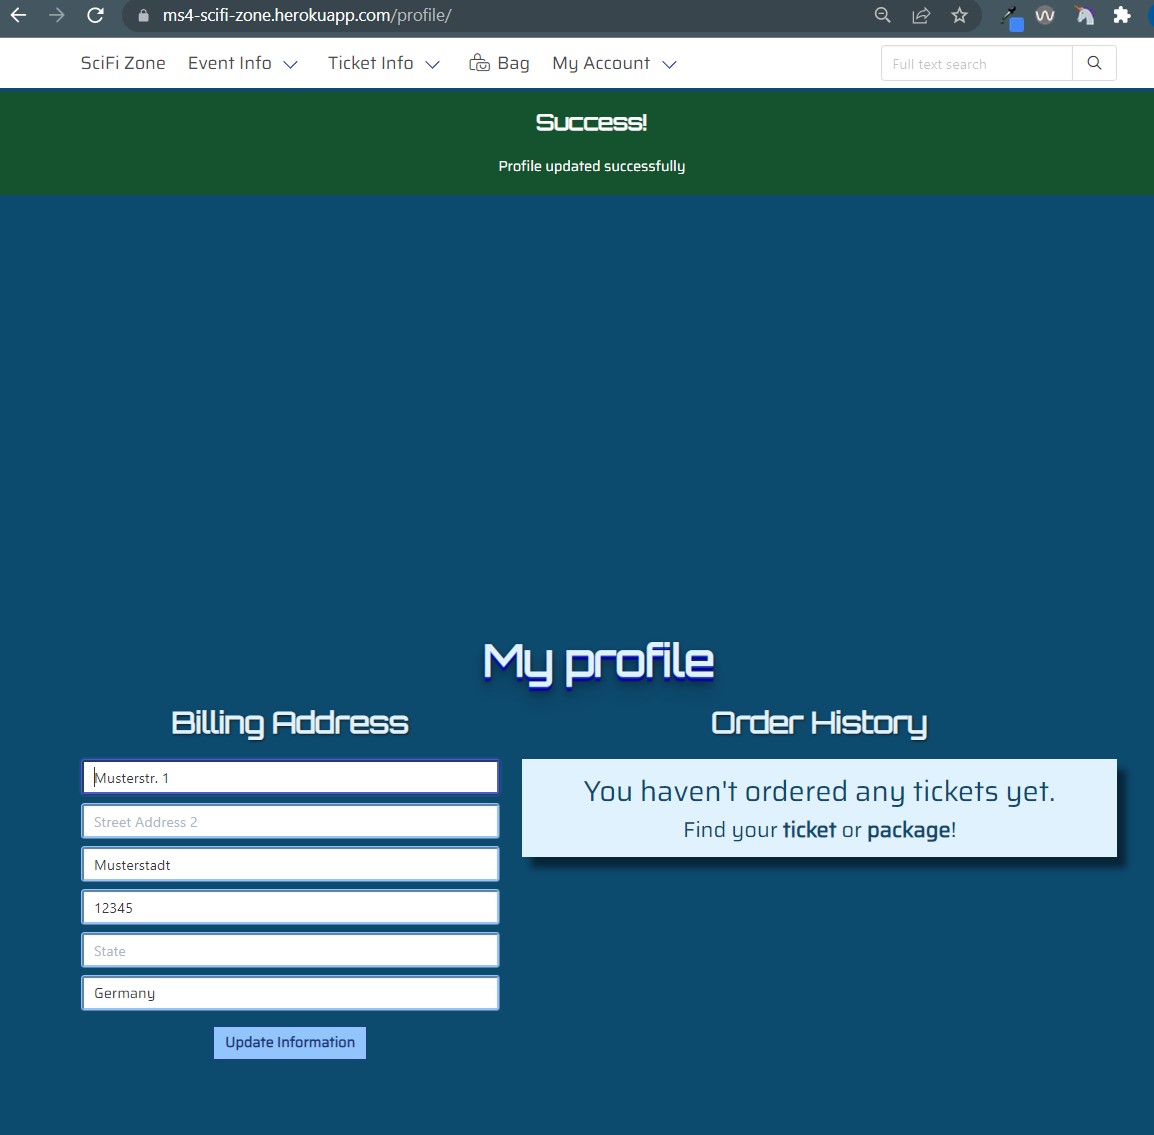 ms4-scifi-zone.herokuapp.com/profile/
SciFi Zone Event Info Ticket Info Bag My Account Full text search
Success!
Profile updated successfully
My profile
Billing Address
Musterstr. 1
Street Address 2
Musterstadt
12345
State
Germany
Update Information
Order History
You haven't ordered any tickets yet.
Find your ticket or package!